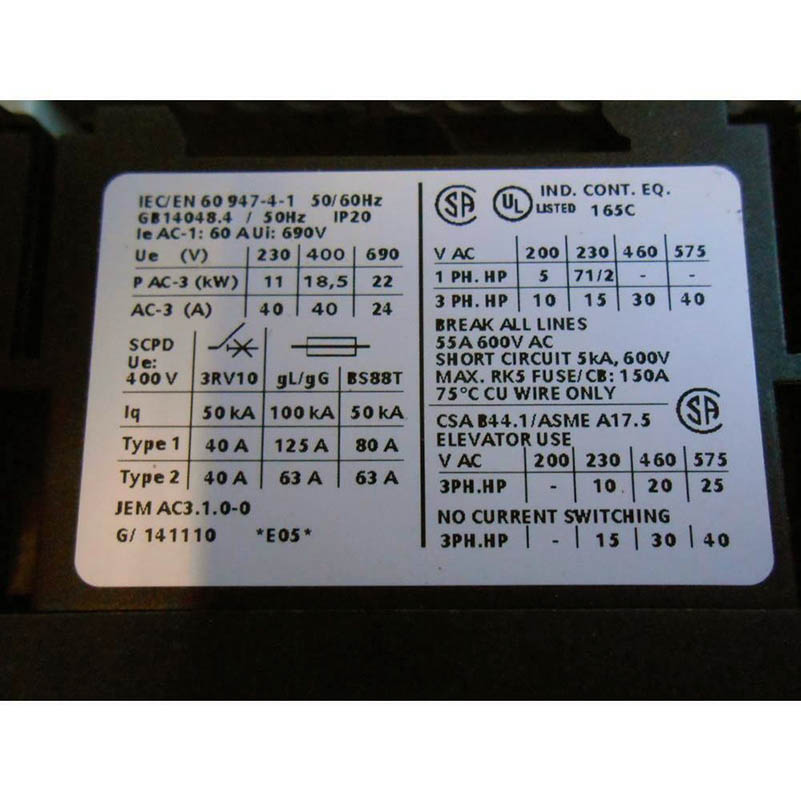 IEC/EN 60 947-4-1 50/60Hz
GB14048.4 / 50Hz IP20
Ie AC-1: 60 A Ui: 690V
Ue (V) 230 400 690
P AC-3 (kW) 11 18,5 22
AC-3 (A) 40 40 24
SCPD
Ue:
400 V 3RV10 gL/gG BS88T
Iq 50 kA 100 kA 50 kA
Type 1 40 A 125 A 80 A
Type 2 40 A 63 A 63 A
JEM AC3.1.0-0
G/ 141110 *E05*
SA UL IND. CONT. EQ.
LISTED 165C
V AC 200 230 460 575
1 PH. HP 5 71/2 - -
3 PH. HP 10 15 30 40
BREAK ALL LINES
55A 600V AC
SHORT CIRCUIT 5kA, 600V
MAX. RK5 FUSE/CB: 150A
75°C CU WIRE ONLY
SA
CSA B44.1/ASME A17.5
ELEVATOR USE
V AC 200 230 460 575
3PH.HP - 10 20 25
NO CURRENT SWITCHING
3PH.HP - 15 30 40